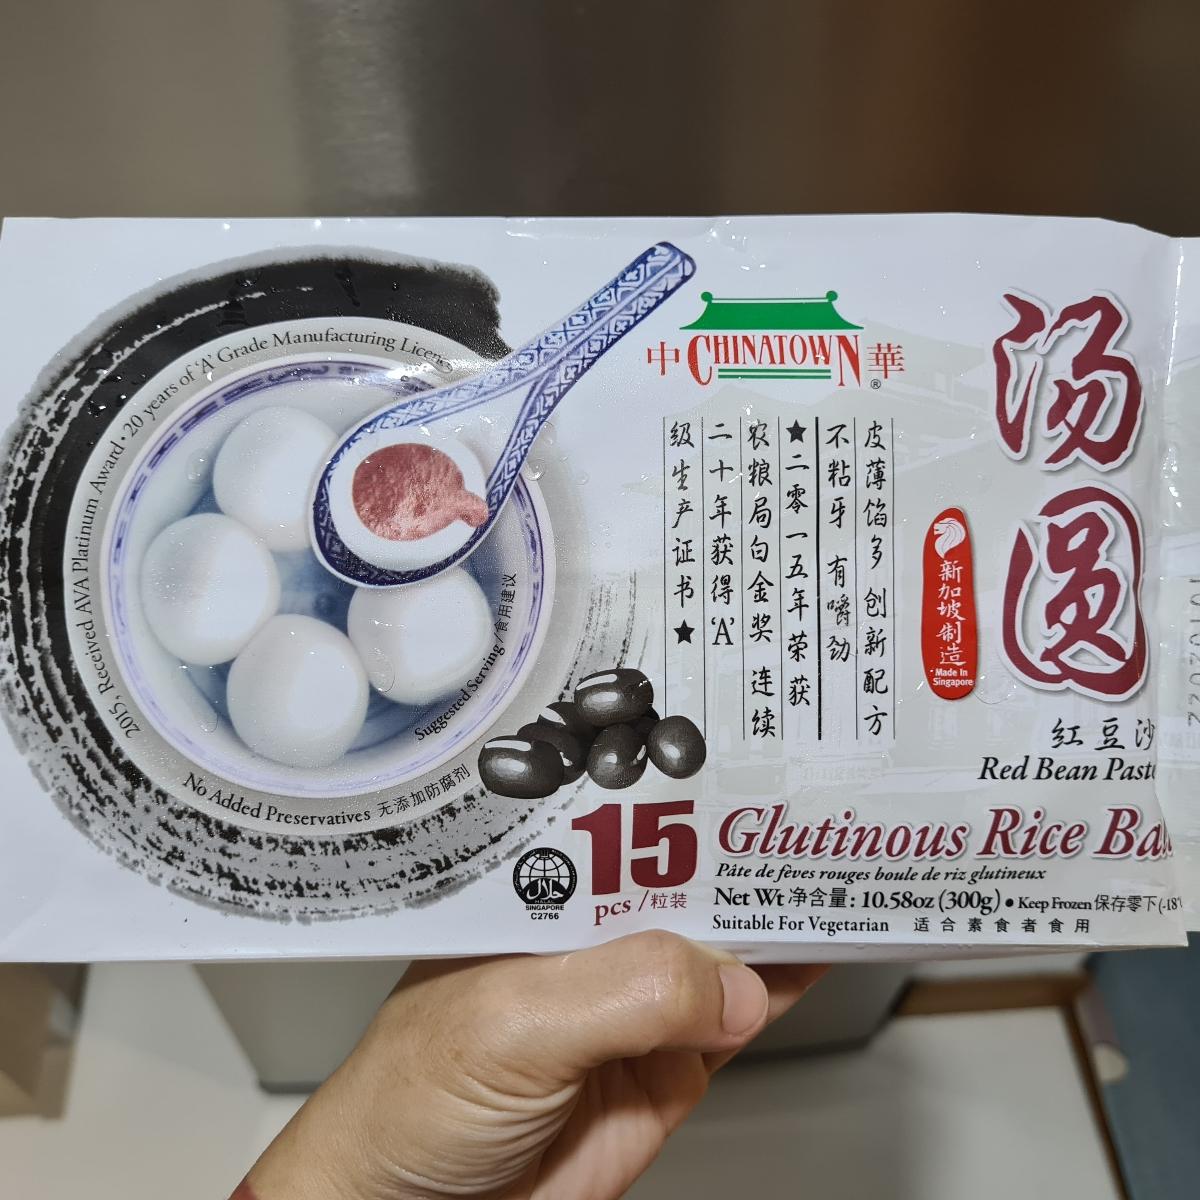 2015, Received AVA Platinum Award • 20 years of 'A' Grade Manufacturing Licence
No Added Preservatives 无添加防腐剂
Suggested Serving / 食用建议
中 CHINATOWN 華
®
皮薄馅多 创新配方
不粘牙 有嚼劲
★二零一五年荣获
农粮局白金奖 连续
二十年获得'A'
级生产证书★
汤圆
新加坡制造
Made In
Singapore
红豆沙
Red Bean Paste
15
pcs / 粒装
HALAL
SINGAPORE
C2766
Glutinous Rice
Pâte de fèves rouges boule de riz glutineux
Net Wt 净含量: 10.58oz (300g) • Keep Frozen 保存零下(-18°
Suitable For Vegetarian 适合素食者食用